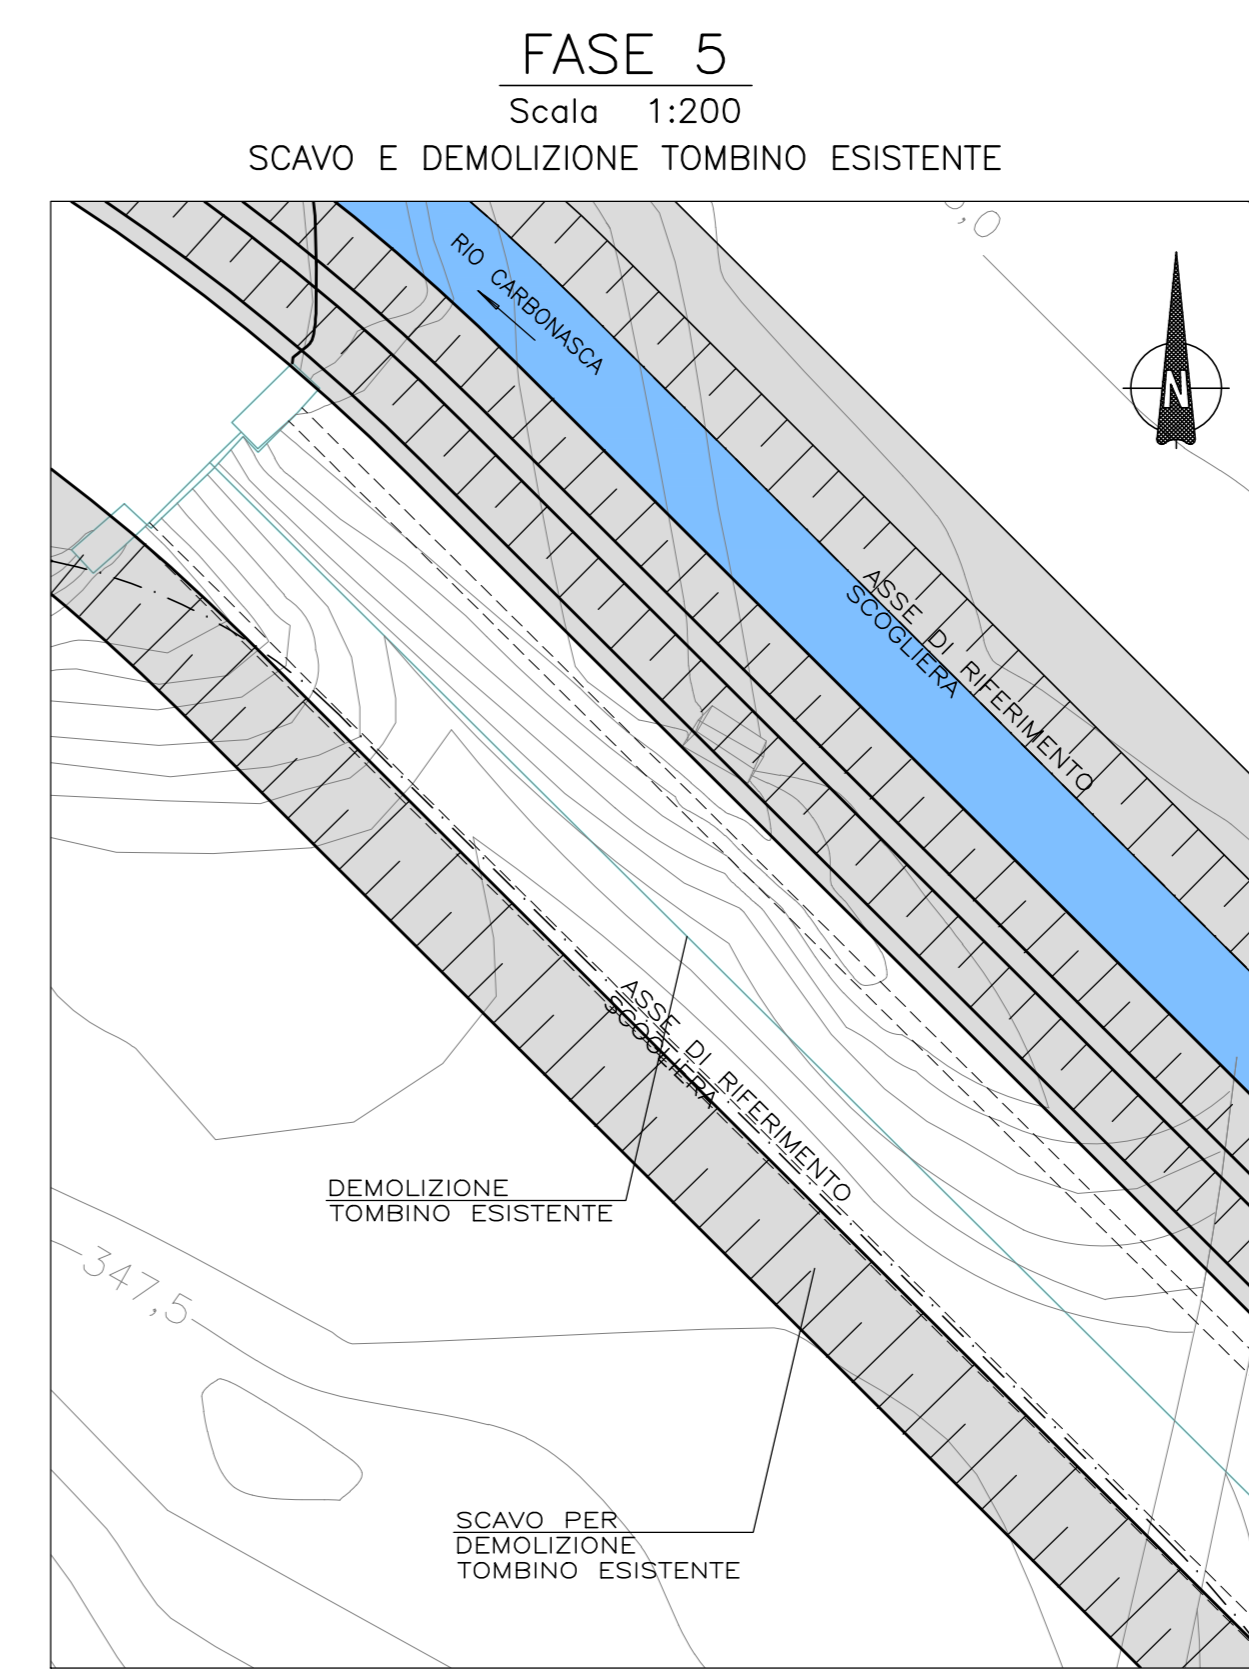 FASE 5
Scala 1:200
SCAVO E DEMOLIZIONE TOMBINO ESISTENTE
,0
RIO CARBONASCA
N
ASSE DI RIFERIMENTO
SCOGLIERA
ASSE DI RIFERIMENTO
SCOGLIERA
DEMOLIZIONE
TOMBINO ESISTENTE
347,5
SCAVO PER
DEMOLIZIONE
TOMBINO ESISTENTE